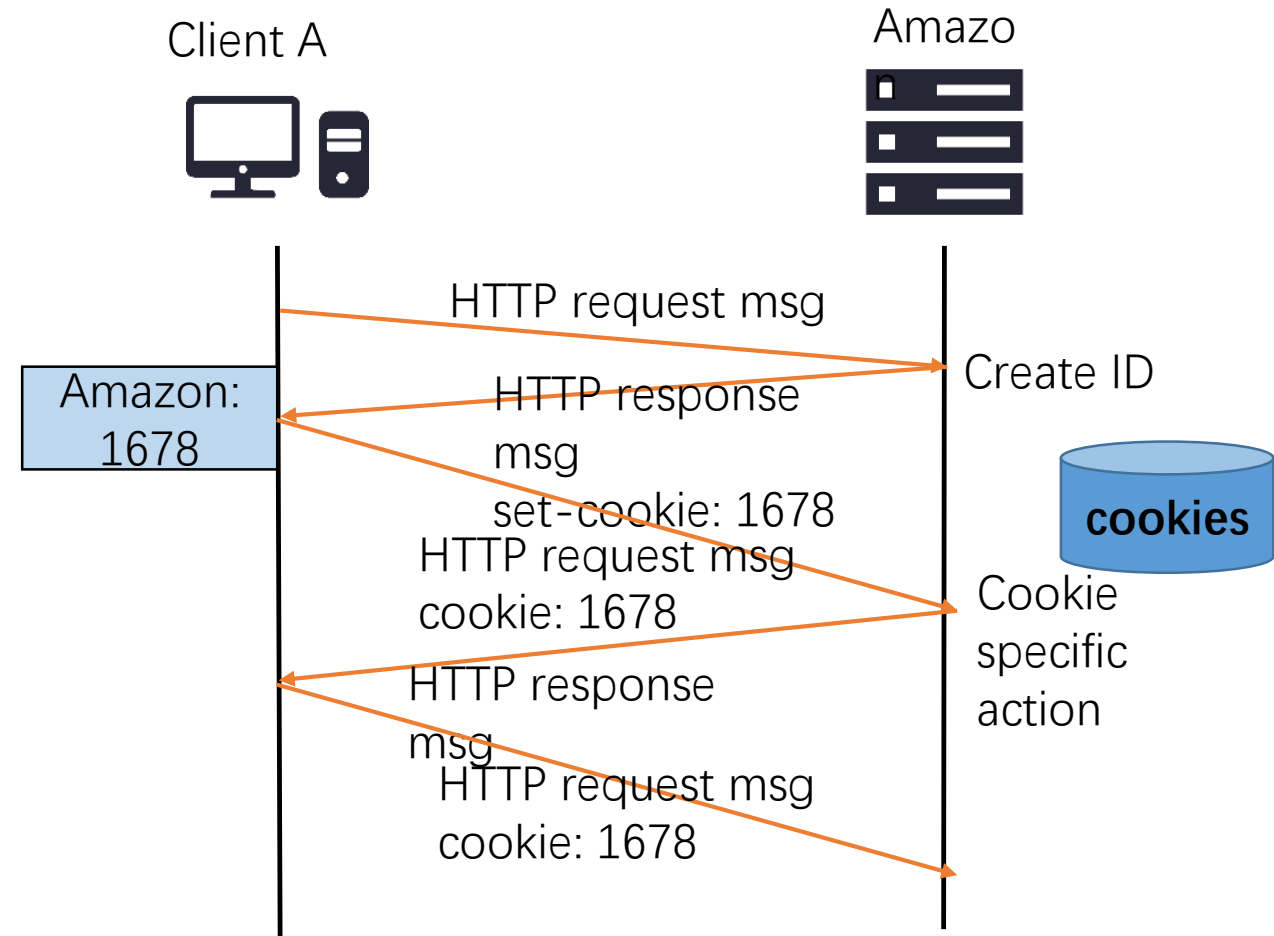 Client A
Amazo
n
HTTP request msg
Create ID
Amazon:
1678
HTTP response
msg
set-cookie: 1678
cookies
HTTP request msg
cookie: 1678
Cookie
specific
action
HTTP response
msg
HTTP request msg
cookie: 1678